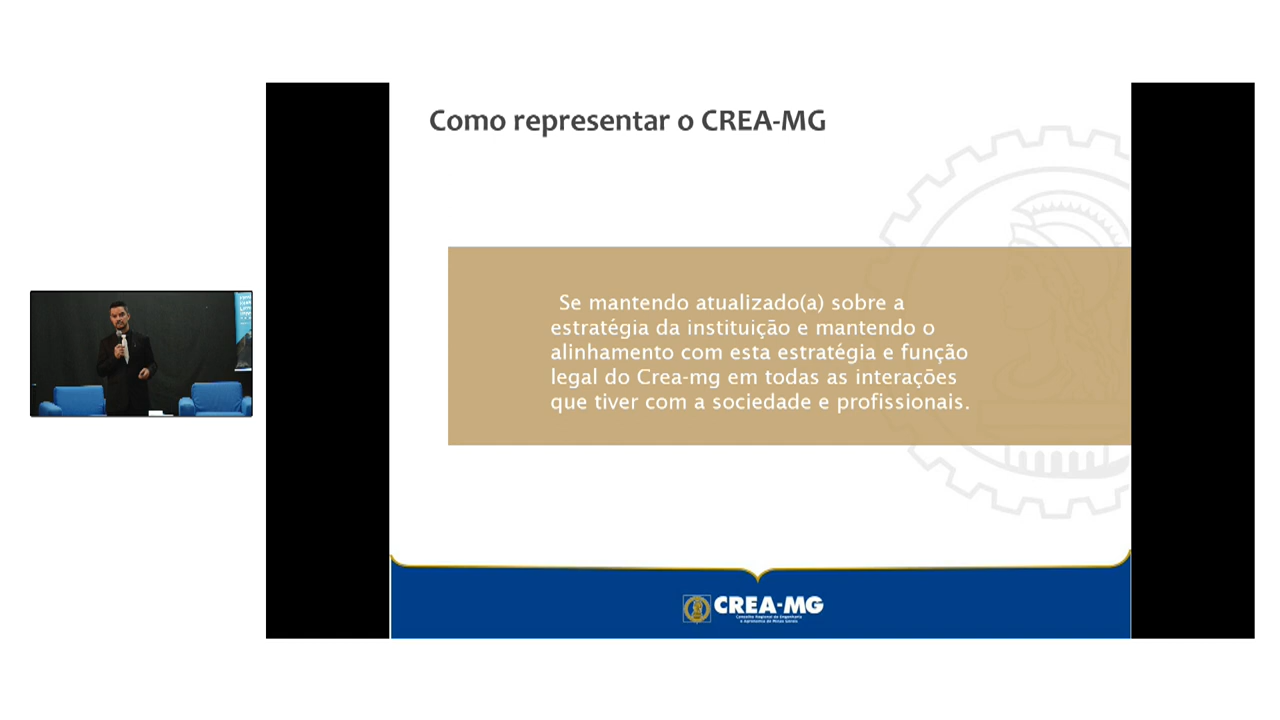 Como representar o CREA-MG
Se mantendo atualizado(a) sobre a
estratégia da instituição e mantendo o
alinhamento com esta estratégia e função
legal do Crea-mg em todas as interações
que tiver com a sociedade e profissionais.
CREA-MG
Conselho Regional de Engenharia
e Agronomia de Minas Gerais